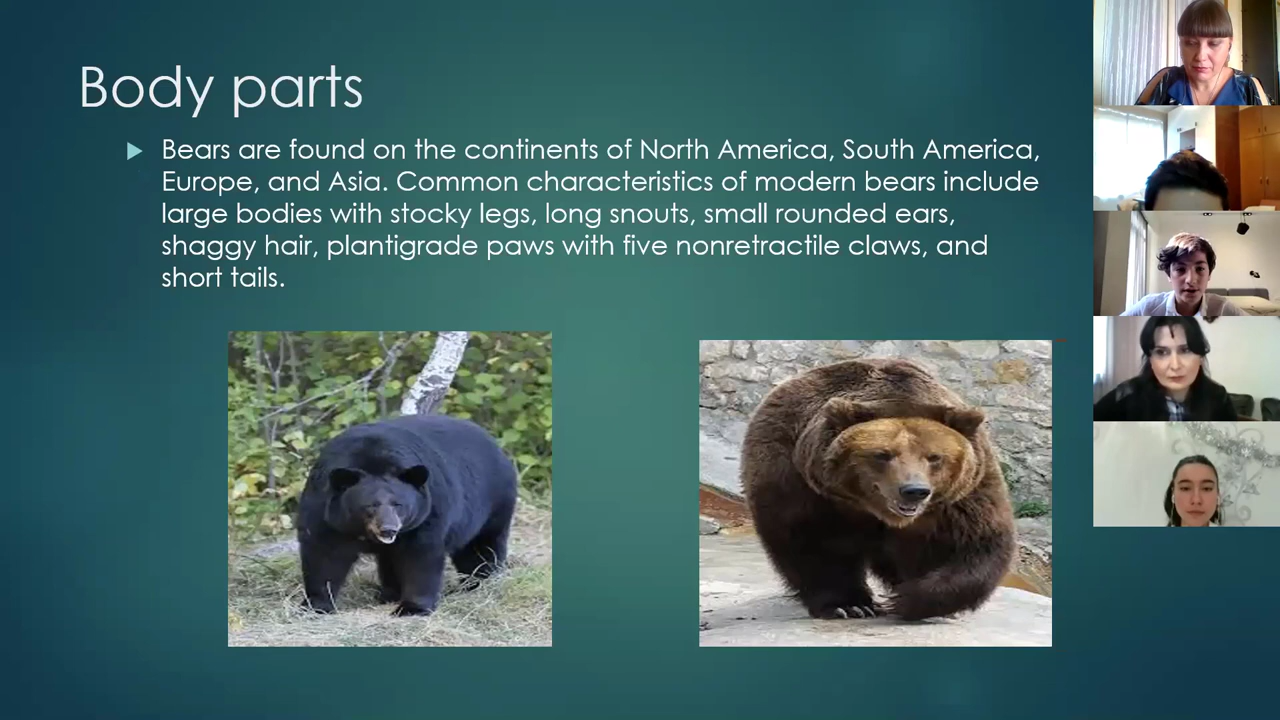 Body parts
Bears are found on the continents of North America, South America,
Europe, and Asia. Common characteristics of modern bears include
large bodies with stocky legs, long snouts, small rounded ears,
shaggy hair, plantigrade paws with five nonretractile claws, and
short tails.